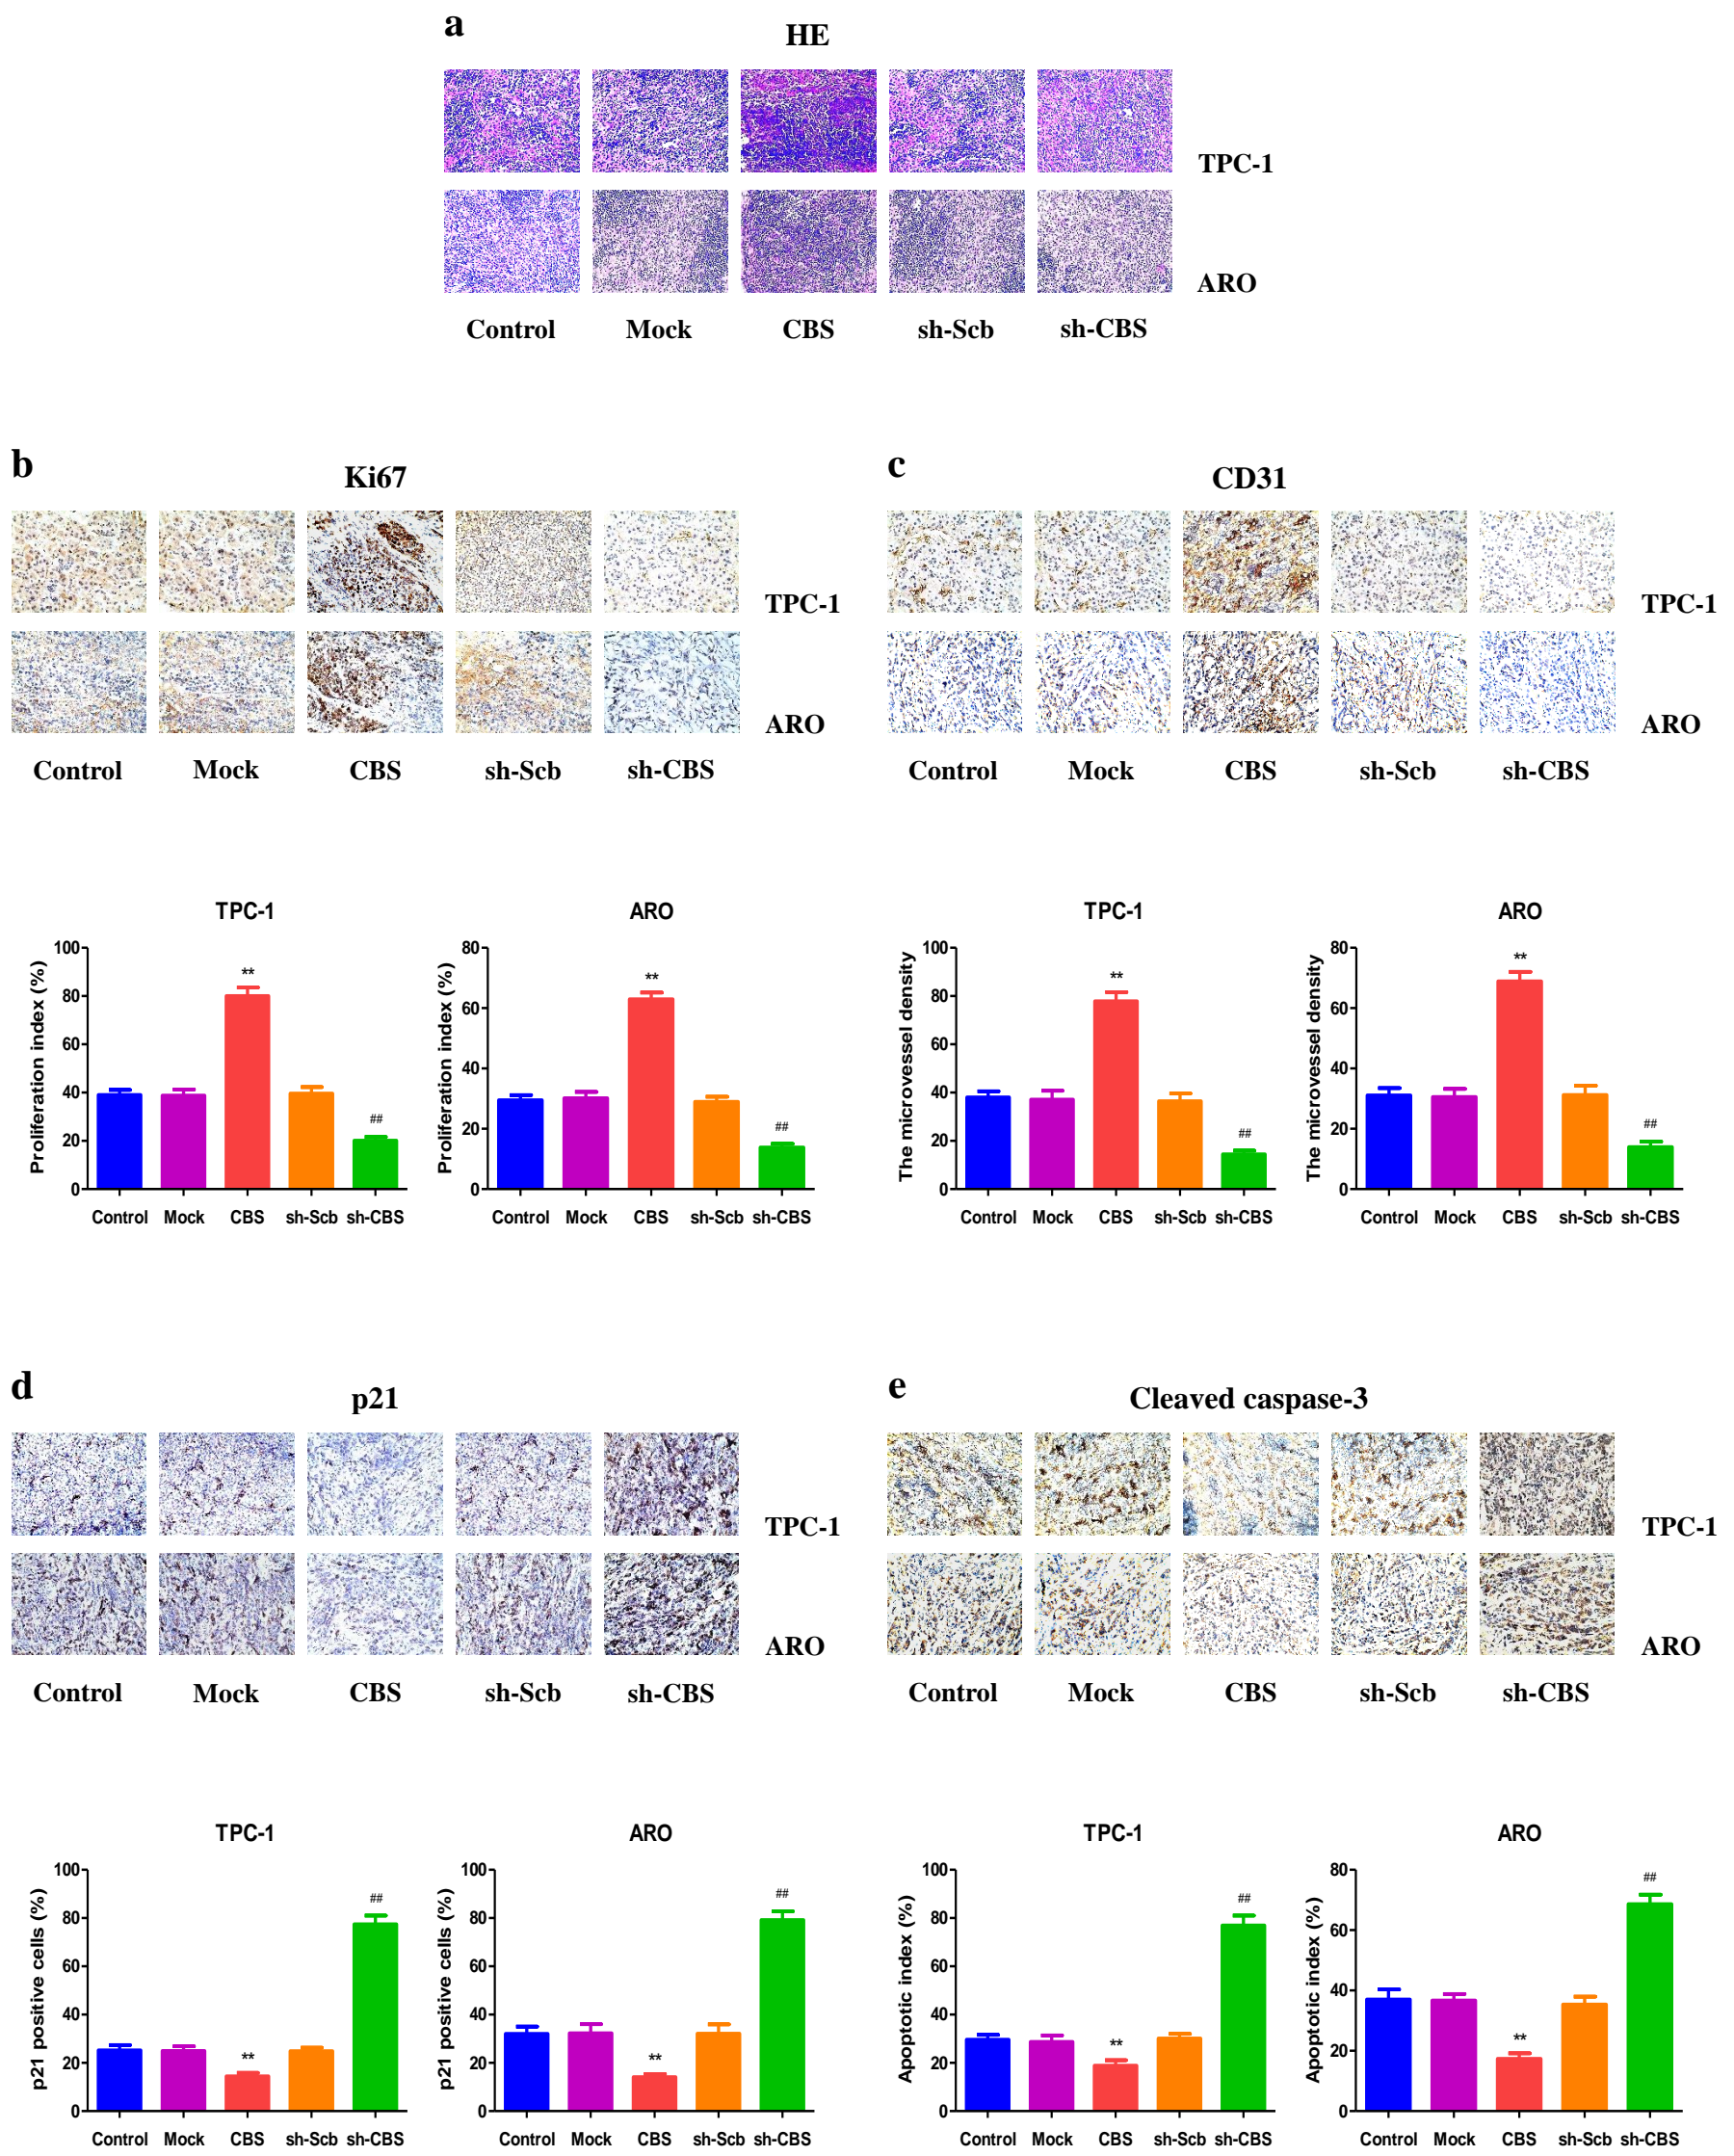 a
HE
TPC-1
ARO
Control Mock CBS sh-Scb sh-CBS
b
Ki67
TPC-1
ARO
Control Mock CBS sh-Scb sh-CBS
TPC-1
Proliferation index (%)
100
80
60
40
20
0
**
##
Control Mock CBS sh-Scb sh-CBS
ARO
Proliferation index (%)
80
60
40
20
0
**
##
Control Mock CBS sh-Scb sh-CBS
c
CD31
TPC-1
ARO
Control Mock CBS sh-Scb sh-CBS
TPC-1
The microvessel density
100
80
60
40
20
0
**
##
Control Mock CBS sh-Scb sh-CBS
ARO
The microvessel density
80
60
40
20
0
**
##
Control Mock CBS sh-Scb sh-CBS
d
p21
TPC-1
ARO
Control Mock CBS sh-Scb sh-CBS
TPC-1
p21 positive cells (%)
100
80
60
40
20
0
**
##
Control Mock CBS sh-Scb sh-CBS
ARO
p21 positive cells (%)
100
80
60
40
20
0
**
##
Control Mock CBS sh-Scb sh-CBS
e
Cleaved caspase-3
TPC-1
ARO
Control Mock CBS sh-Scb sh-CBS
TPC-1
Apoptotic index (%)
100
80
60
40
20
0
**
##
Control Mock CBS sh-Scb sh-CBS
ARO
Apoptotic index (%)
80
60
40
20
0
**
##
Control Mock CBS sh-Scb sh-CBS